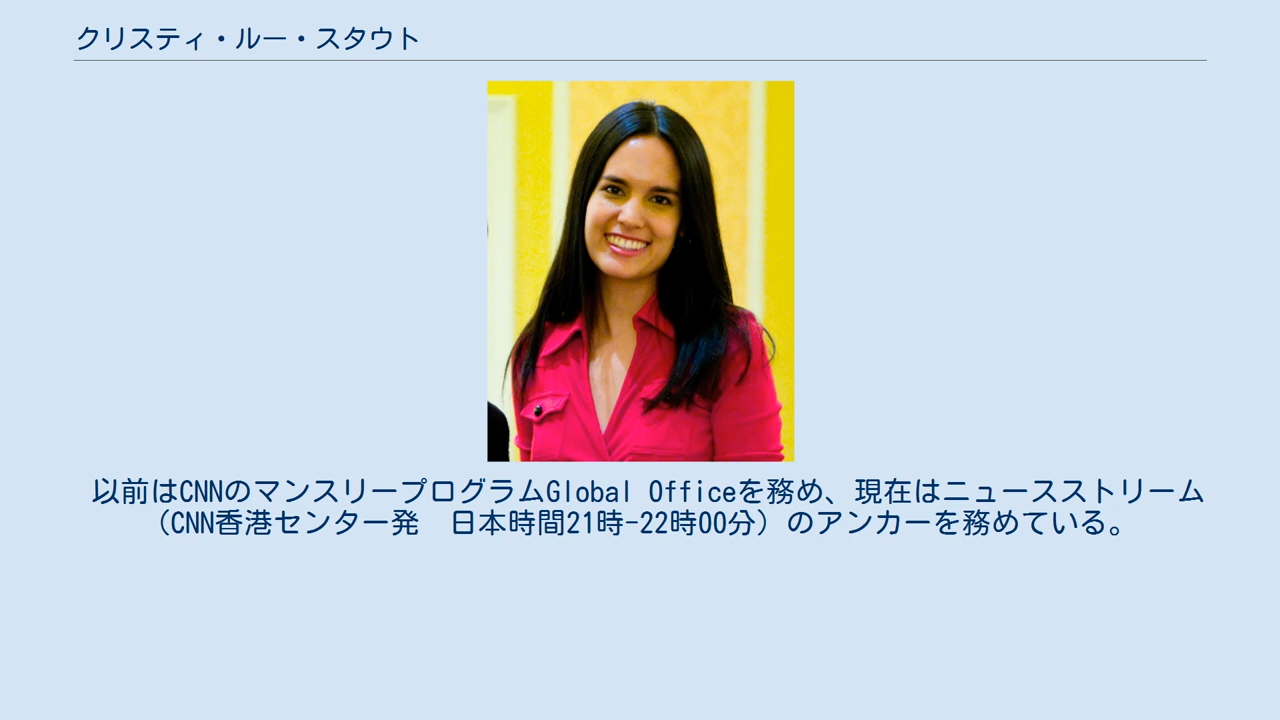 クリスティ・ルー・スタウト
以前はCNNのマンスリープログラムGlobal Officeを務め、現在はニュースストリーム
（CNN香港センター発　日本時間21時-22時00分）のアンカーを務めている。